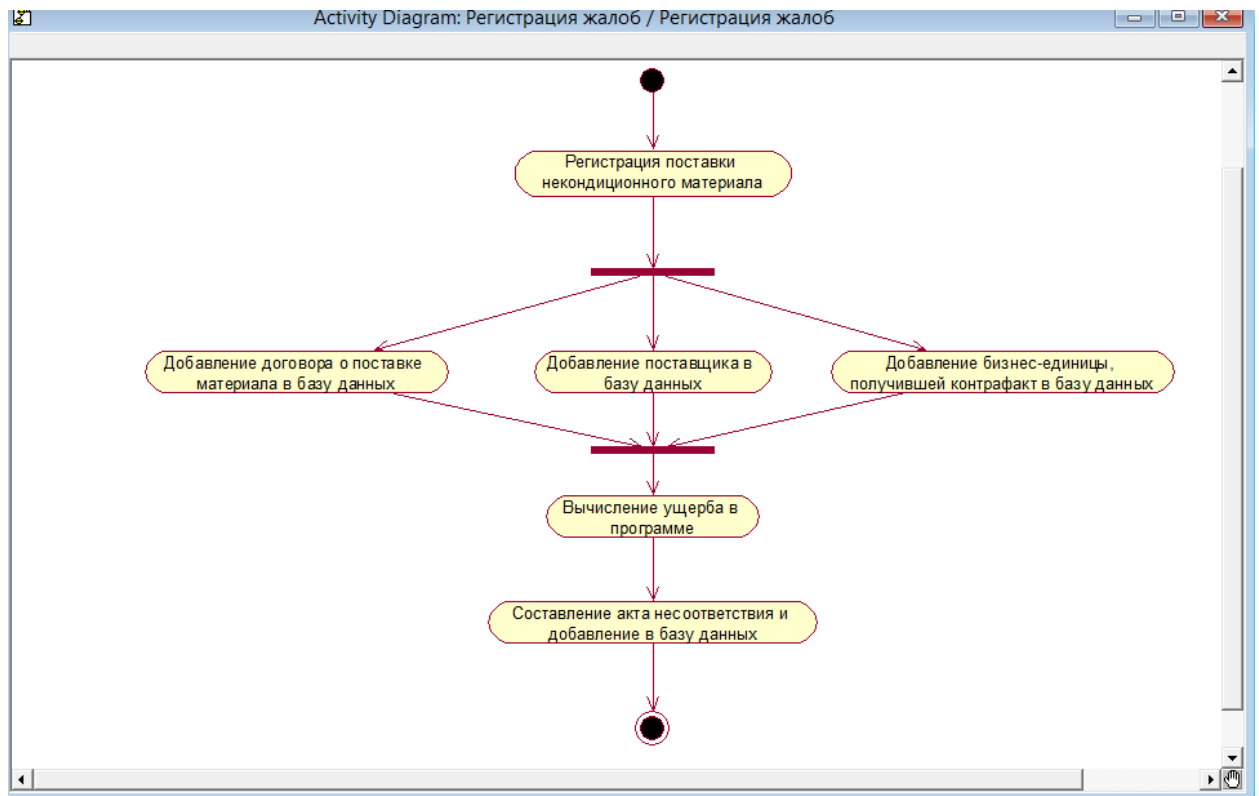 Activity Diagram: Регистрация жалоб / Регистрация жалоб
Регистрация поставки
некондиционного материала
Добавление договора о поставке
материала в базу данных
Добавление поставщика в
базу данных
Добавление бизнес-единицы,
получившей контрафакт в базу данных
Вычисление ущерба в
программе
Составление акта несоответствия и
добавление в базу данных